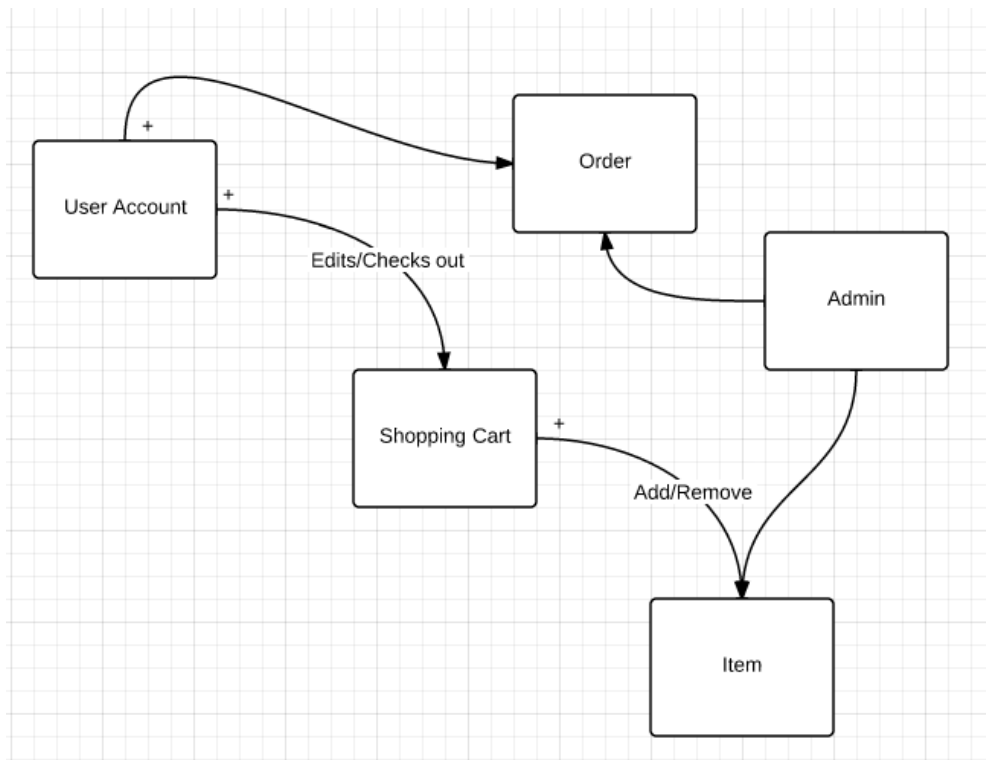 +
Order
+
User Account
Edits/Checks out
Admin
+
Shopping Cart
Add/Remove
Item